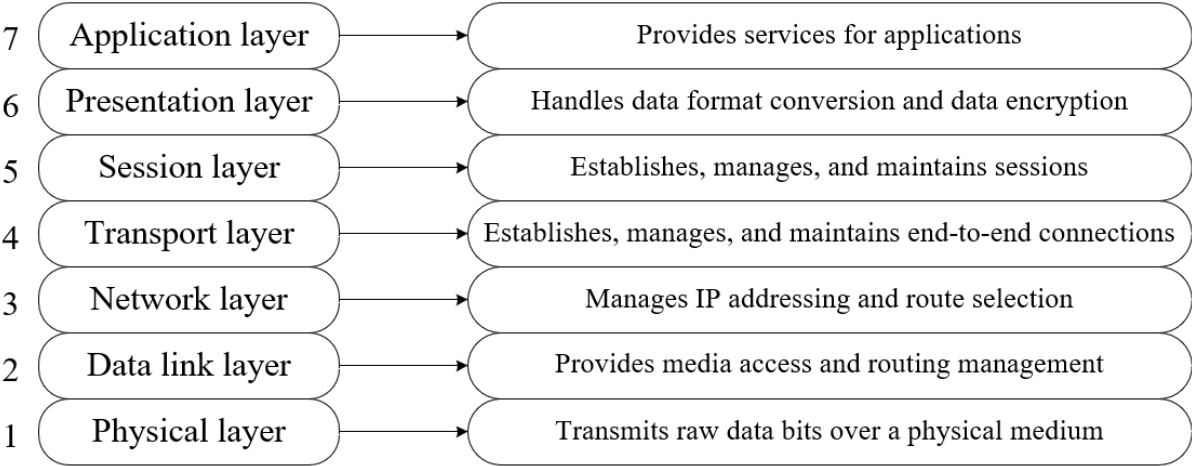 7 Application layer Provides services for applications
6 Presentation layer Handles data format conversion and data encryption
5 Session layer Establishes, manages, and maintains sessions
4 Transport layer Establishes, manages, and maintains end-to-end connections
3 Network layer Manages IP addressing and route selection
2 Data link layer Provides media access and routing management
1 Physical layer Transmits raw data bits over a physical medium